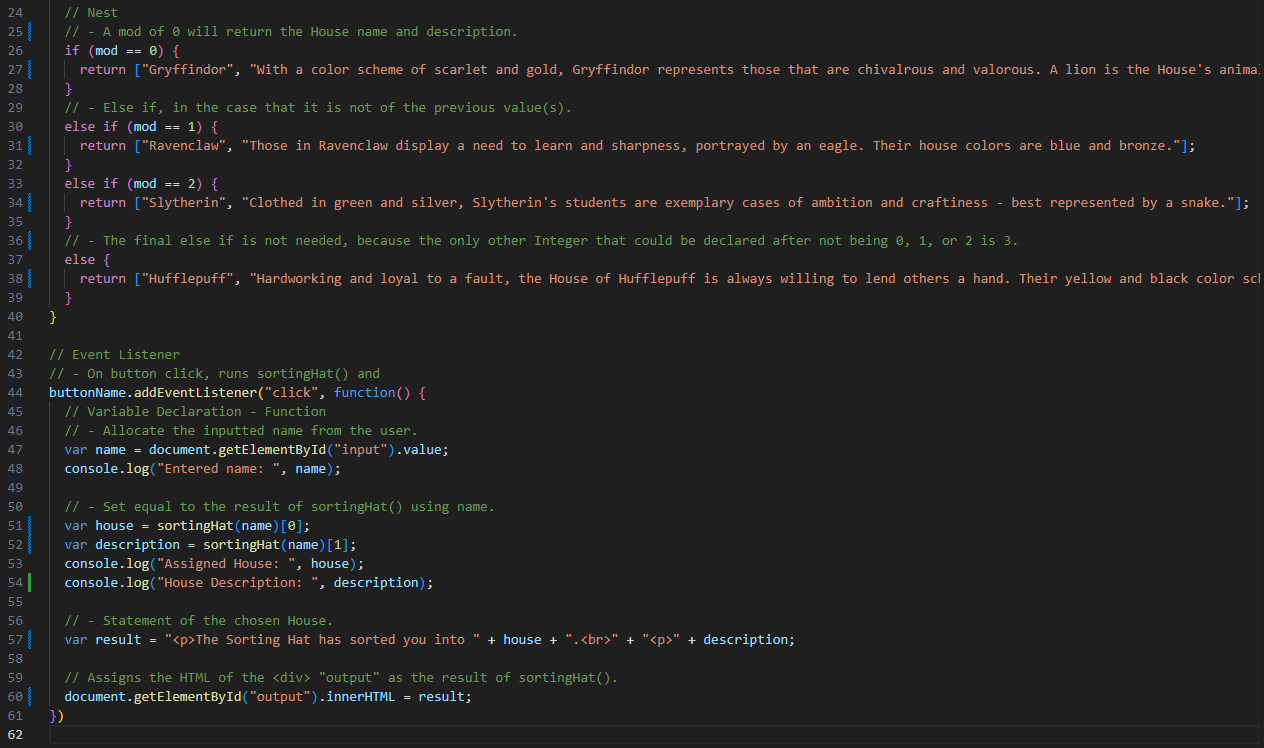 24 // Nest
25 // - A mod of 0 will return the House name and description.
26 if (mod == 0) {
27 return ["Gryffindor", "With a color scheme of scarlet and gold, Gryffindor represents those that are chivalrous and valorous. A lion is the House's anima
28 }
29 // - Else if, in the case that it is not of the previous value(s).
30 else if (mod == 1) {
31 return ["Ravenclaw", "Those in Ravenclaw display a need to learn and sharpness, portrayed by an eagle. Their house colors are blue and bronze."];
32 }
33 else if (mod == 2) {
34 return ["Slytherin", "Clothed in green and silver, Slytherin's students are exemplary cases of ambition and craftiness - best represented by a snake."];
35 }
36 // - The final else if is not needed, because the only other Integer that could be declared after not being 0, 1, or 2 is 3.
37 else {
38 return ["Hufflepuff", "Hardworking and loyal to a fault, the House of Hufflepuff is always willing to lend others a hand. Their yellow and black color scl
39 }
40 }
41
42 // Event Listener
43 // - On button click, runs sortingHat() and
44 buttonName.addEventListener("click", function() {
45 // Variable Declaration - Function
46 // - Allocate the inputted name from the user.
47 var name = document.getElementById("input").value;
48 console.log("Entered name: ", name);
49
50 // - Set equal to the result of sortingHat() using name.
51 var house = sortingHat(name)[0];
52 var description = sortingHat(name)[1];
53 console.log("Assigned House: ", house);
54 console.log("House Description: ", description);
55
56 // - Statement of the chosen House.
57 var result = "<p>The Sorting Hat has sorted you into " + house + ".<br>" + "<p>" + description;
58
59 // Assigns the HTML of the <div> "output" as the result of sortingHat().
60 document.getElementById("output").innerHTML = result;
61 })
62